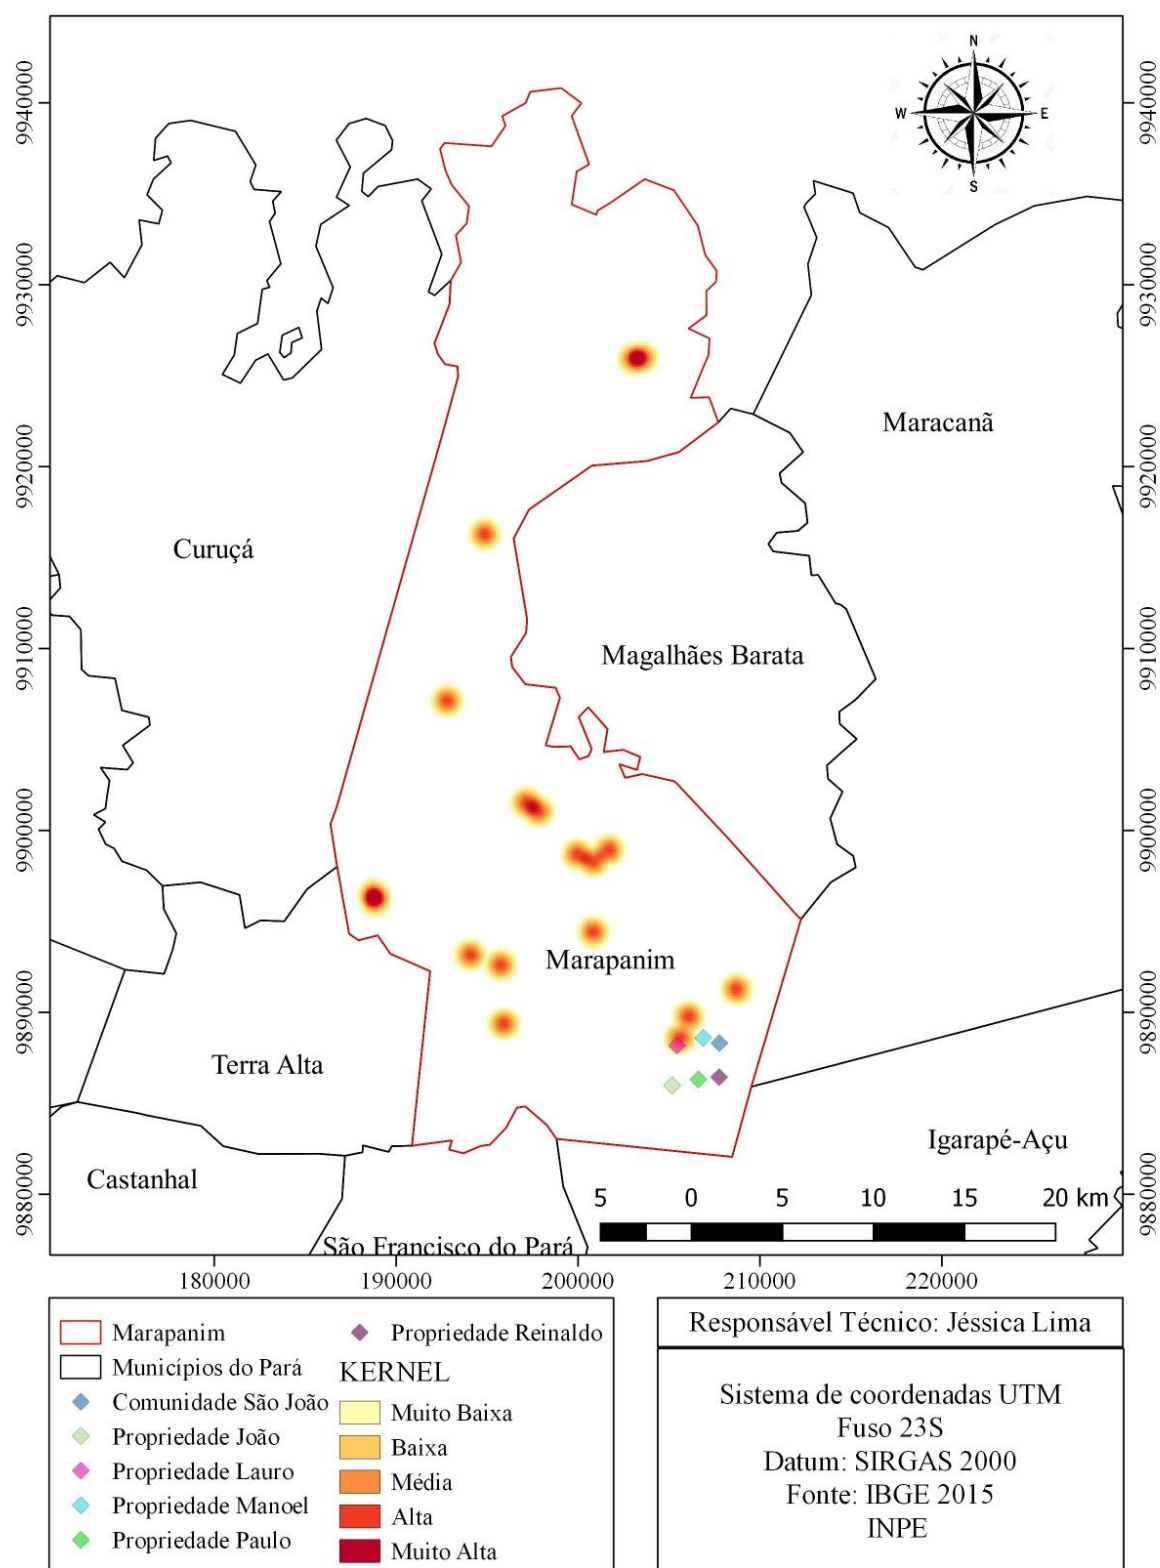 N
W
E
S
9940000
9940000
9930000
9930000
9920000
9920000
9910000
9910000
9900000
9900000
9890000
9890000
9880000
9880000
Maracanã
Curuçá
Magalhães Barata
Marapanim
Terra Alta
Igarapé-Açu
Castanhal
São Francisco do Pará
5 0 5 10 15 20 km
180000 190000 200000 210000 220000
Marapanim
Municípios do Pará
Comunidade São João
Propriedade João
Propriedade Lauro
Propriedade Manoel
Propriedade Paulo
Propriedade Reinaldo
KERNEL
Muito Baixa
Baixa
Média
Alta
Muito Alta
Responsável Técnico: Jéssica Lima
Sistema de coordenadas UTM
Fuso 23S
Datum: SIRGAS 2000
Fonte: IBGE 2015
INPE